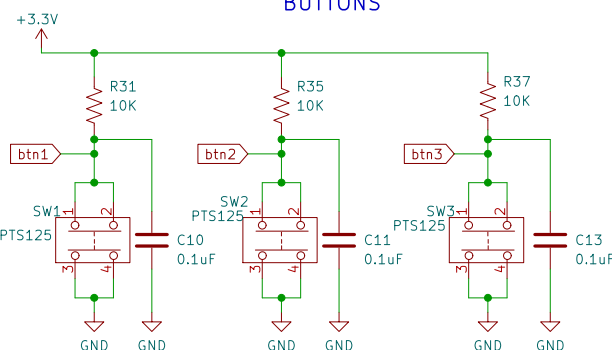 BUTTONS
+3.3V
R31
10K
R35
10K
R37
10K
btn1
btn2
btn3
SW1
PTS125
1
2
3
4
C10
0.1uF
SW2
PTS125
1
2
3
4
C11
0.1uF
SW3
PTS125
1
2
3
4
C13
0.1uF
GND
GND
GND
GND
GND
GND